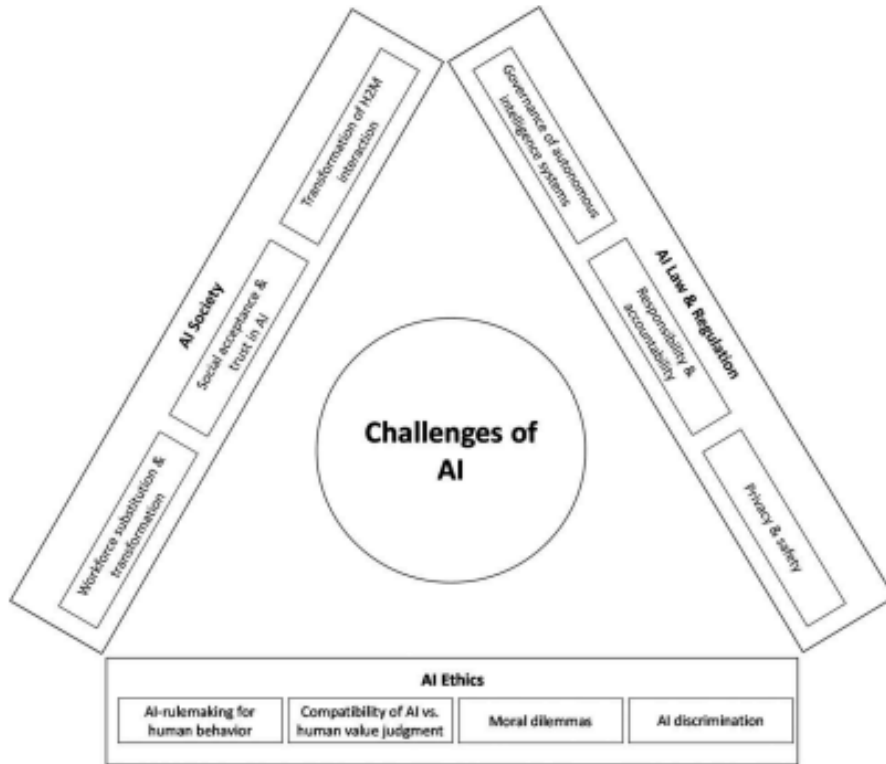 AI Society
Transformation of H2M
interaction
Social acceptance &
trust in AI
Workforce substitution &
transformation
AI Law & Regulation
Governance of autonomous
intelligence systems
Responsibility &
accountability
Privacy & safety
Challenges of
AI
AI Ethics
AI-rulemaking for
human behavior
Compatibility of AI vs.
human value judgment
Moral dilemmas
AI discrimination